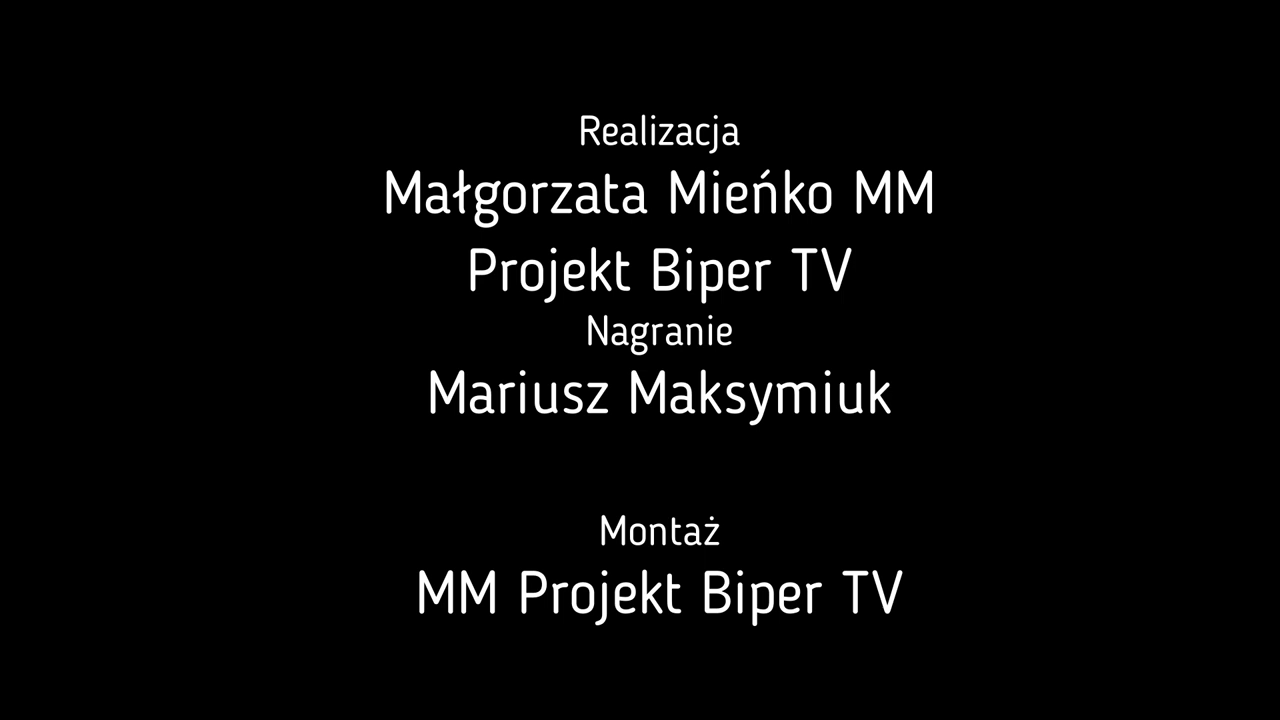 Realizacja
Małgorzata Mieńko MM
Projekt Biper TV
Nagranie
Mariusz Maksymiuk
Montaż
MM Projekt Biper TV